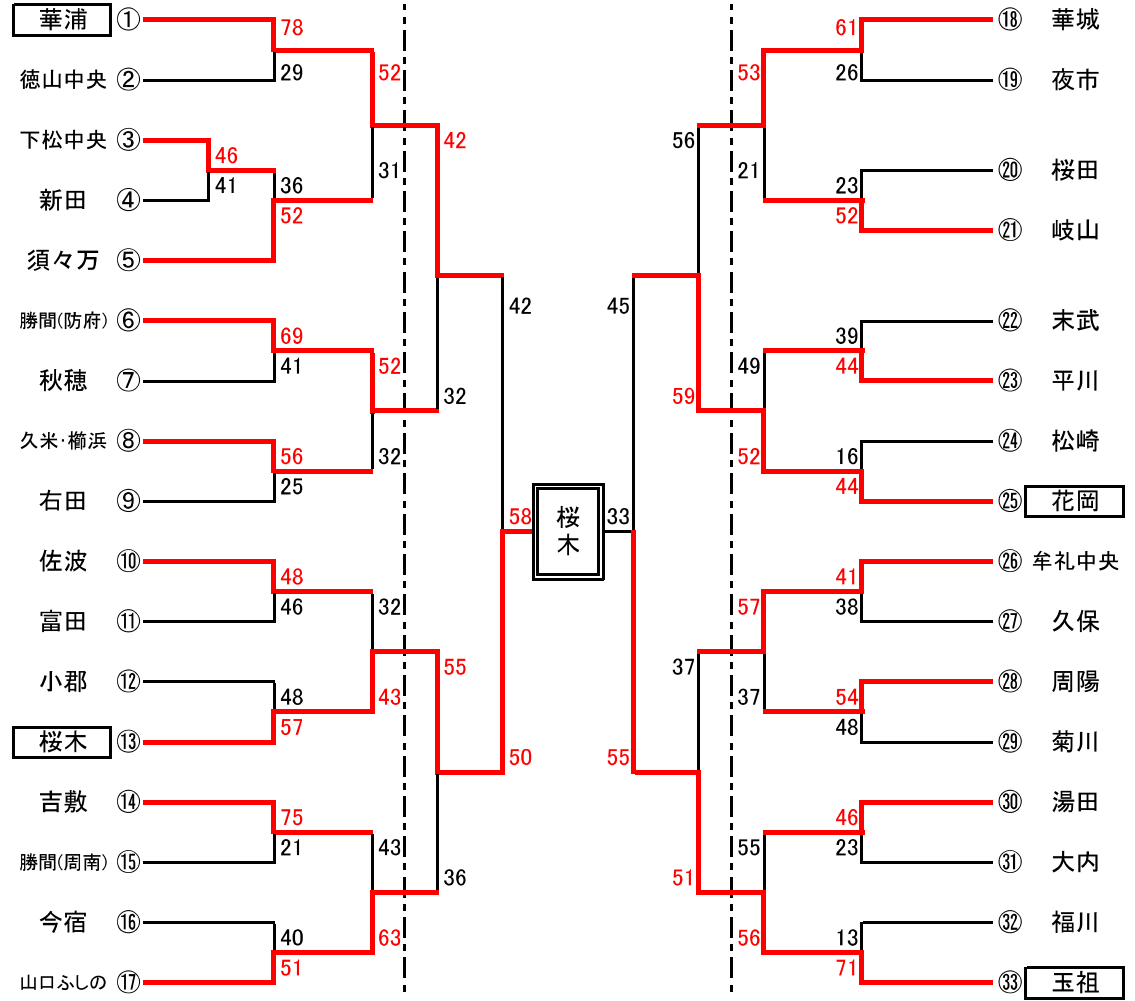 華浦 ① 78
徳山中央 ② 29
52
下松中央 ③ 46
新田 ④ 41
36
31
須々万 ⑤ 52
42
勝間(防府) ⑥ 69
秋穂 ⑦ 41
52
久米・櫛浜 ⑧ 56
右田 ⑨ 25
32
32
42
佐波 ⑩ 48
富田 ⑪ 46
32
小郡 ⑫ 48
桜木 ⑬ 57
43
55
50
吉敷 ⑭ 75
勝間(周南) ⑮ 21
43
今宿 ⑯ 40
山口ふしの ⑰ 51
63
36
58
桜木
33
61 ⑱ 華城
26 ⑲ 夜市
53
23 ⑳ 桜田
52 ㉑ 岐山
21
56
39 ㉒ 末武
44 ㉓ 平川
49
16 ㉔ 松崎
44 ㉕ 花岡
52
59
45
41 ㉖ 牟礼中央
38 ㉗ 久保
57
54 ㉘ 周陽
48 ㉙ 菊川
37
37
55
46 ㉚ 湯田
23 ㉛ 大内
55
13 ㉜ 福川
71 ㉝ 玉祖
56
51